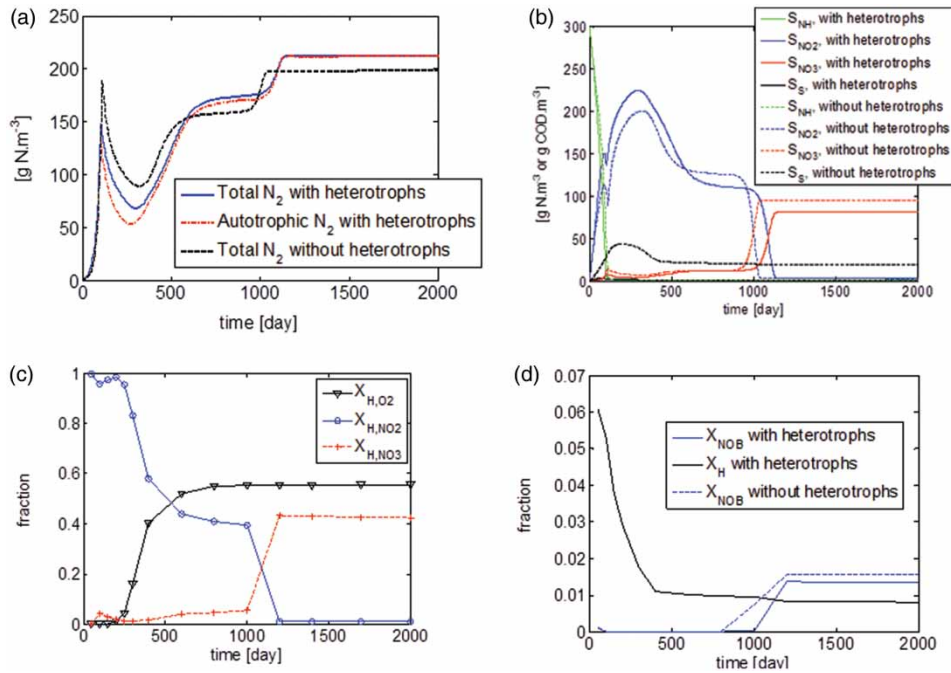 (a)
[g N.m⁻³]
250
200
150
100
50
0
Total N₂ with heterotrophs
Autotrophic N₂ with heterotrophs
Total N₂ without heterotrophs
0 500 1000 1500 2000
time [day]
(b)
[g N.m⁻³ or g COD.m⁻³]
300
250
200
150
100
50
0
S_NH, with heterotrophs
S_NO2, with heterotrophs
S_NO3, with heterotrophs
S_S, with heterotrophs
S_NH, without heterotrophs
S_NO2, without heterotrophs
S_NO3, without heterotrophs
S_S, without heterotrophs
0 500 1000 1500 2000
time [day]
(c)
fraction
1
0.8
0.6
0.4
0.2
0
X_H,O2
X_H,NO2
X_H,NO3
0 500 1000 1500 2000
time [day]
(d)
fraction
0.07
0.06
0.05
0.04
0.03
0.02
0.01
0
X_NOB with heterotrophs
X_H with heterotrophs
X_NOB without heterotrophs
0 500 1000 1500 2000
time [day]